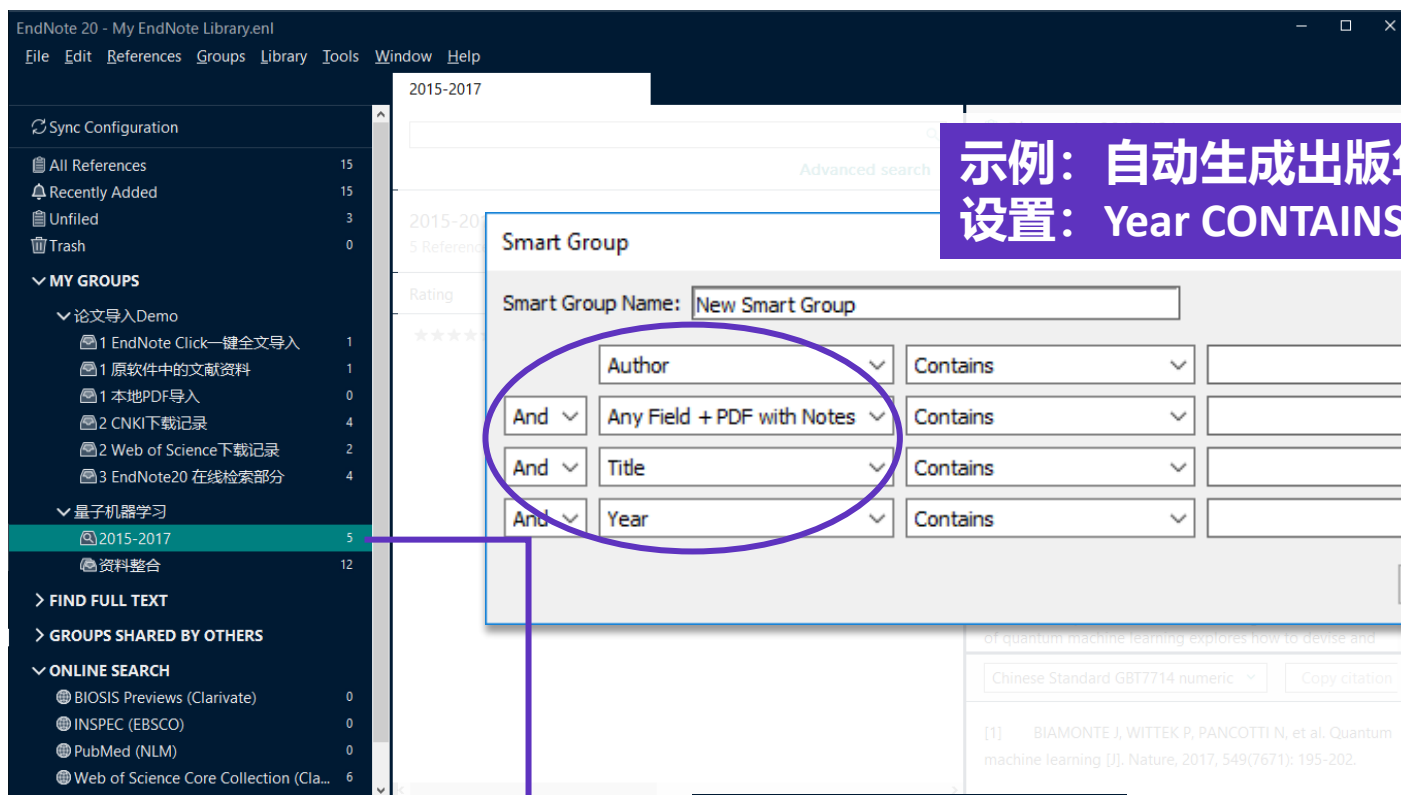 EndNote 20 - My EndNote Library.enl
File Edit References Groups Library Tools Window Help
2015-2017
Sync Configuration
All References 15
Recently Added 15
Unfiled 3
Trash 0
MY GROUPS
论文导入Demo
1 EndNote Click一键全文导入 1
1 原软件中的文献资料 1
1 本地PDF导入 0
2 CNKI下载记录 4
2 Web of Science下载记录 2
3 EndNote20 在线检索部分 4
量子机器学习
2015-2017 5
资料整合 12
FIND FULL TEXT
GROUPS SHARED BY OTHERS
ONLINE SEARCH
BIOSIS Previews (Clarivate) 0
INSPEC (EBSCO) 0
PubMed (NLM) 0
Web of Science Core Collection (Cla... 6
Advanced search
示例：自动生成出版
设置：Year CONTAINS
2015-20
5 Referenc
Rating
Smart Group
Smart Group Name: New Smart Group
Author Contains
And Any Field + PDF with Notes Contains
And Title Contains
And Year Contains
of quantum machine learning explores how to devise and
Chinese Standard GBT7714 numeric Copy citation
[1] BIAMONTE J, WITTEK P, PANCOTTI N, et al. Quantum
machine learning [J]. Nature, 2017, 549(7671): 195-202.